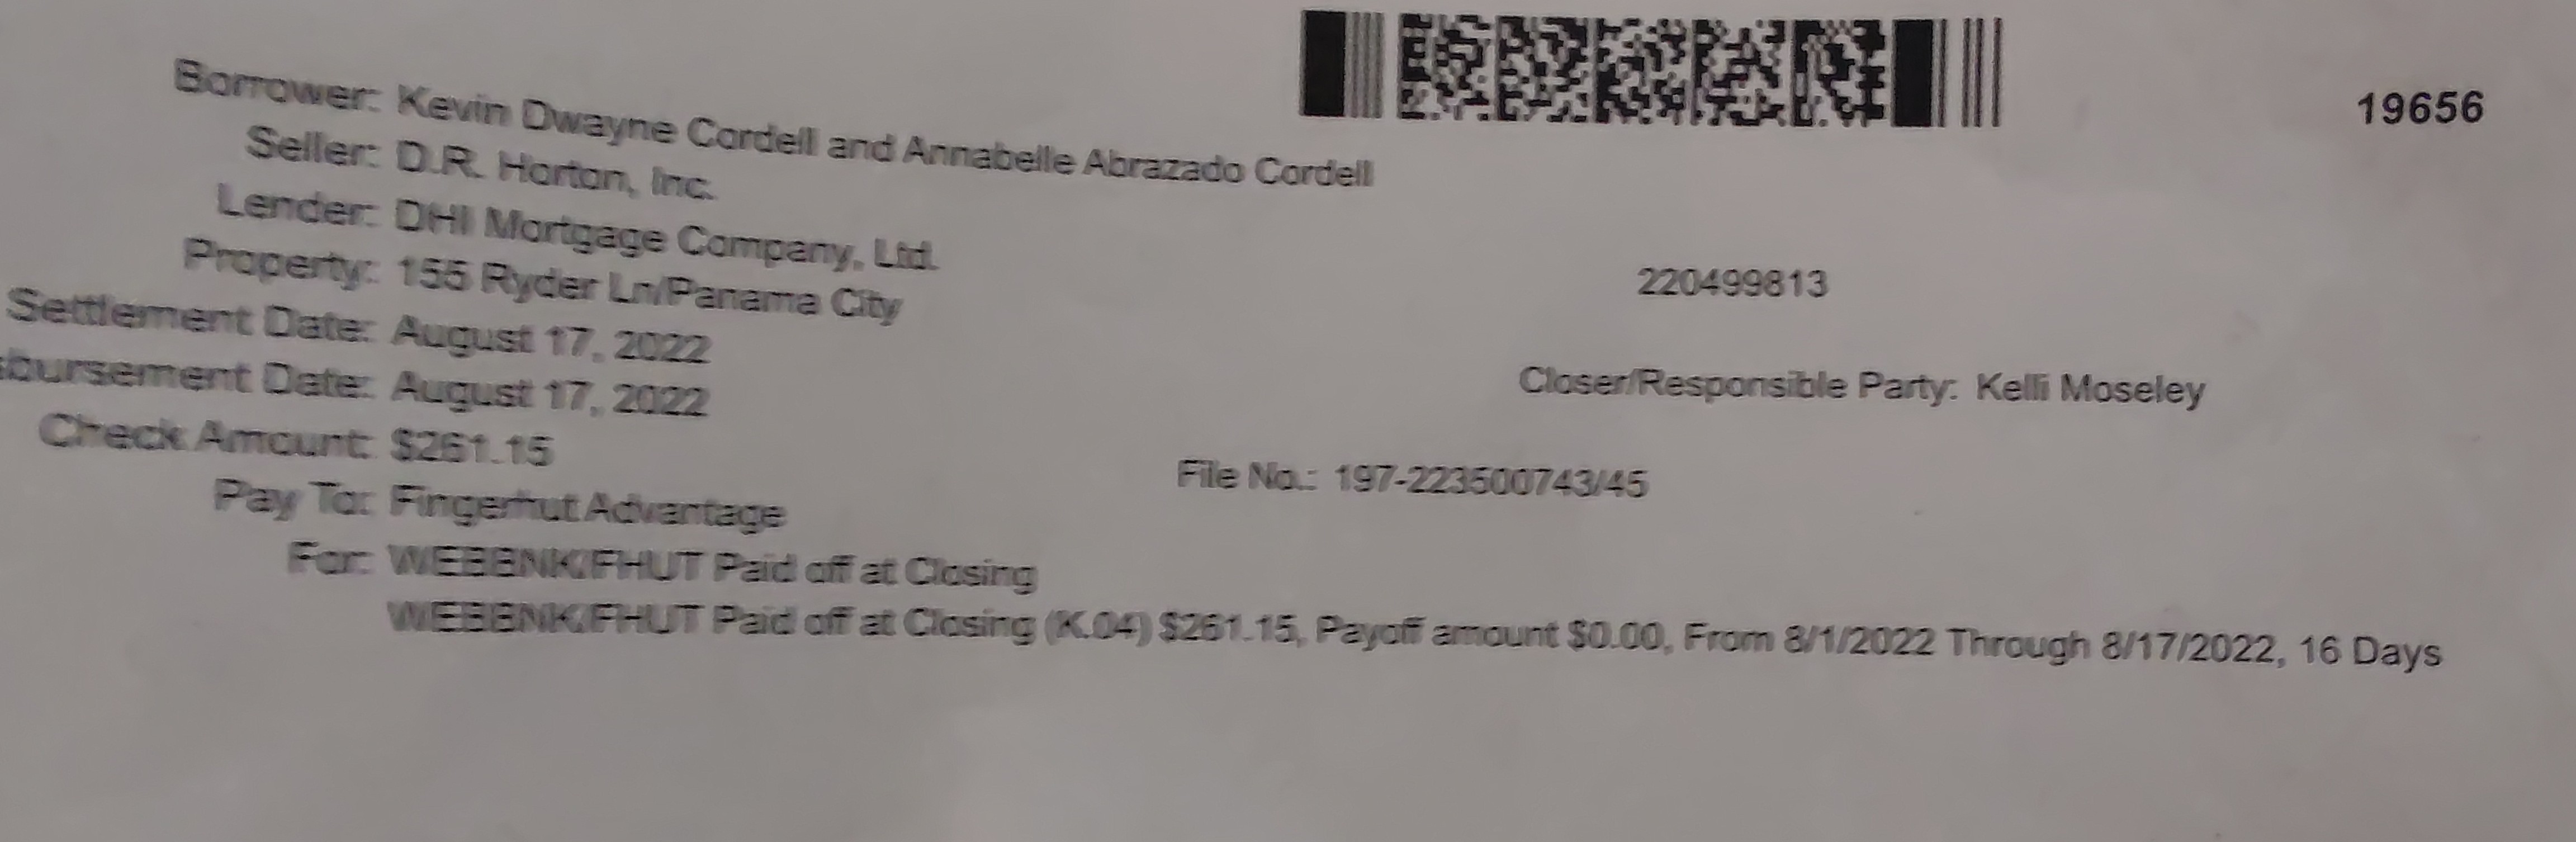 19656
Borrower: Kevin Dwayne Cordell and Annabelle Abrazado Cordell
Seller: D.R. Horton, Inc.
Lender: DHI Mortgage Company, Ltd.
220499813
Property: 155 Ryder Ln/Panama City
Settlement Date: August 17, 2022
Closer/Responsible Party: Kelli Moseley
sbursement Date: August 17, 2022
Check Amount: $261.15
File No.: 197-223500743/45
Pay To: Fingerhut Advantage
For: WEBBNK/FHUT Paid off at Closing
WEBBNK/FHUT Paid off at Closing (K.04) $261.15, Payoff amount $0.00, From 8/1/2022 Through 8/17/2022, 16 Days